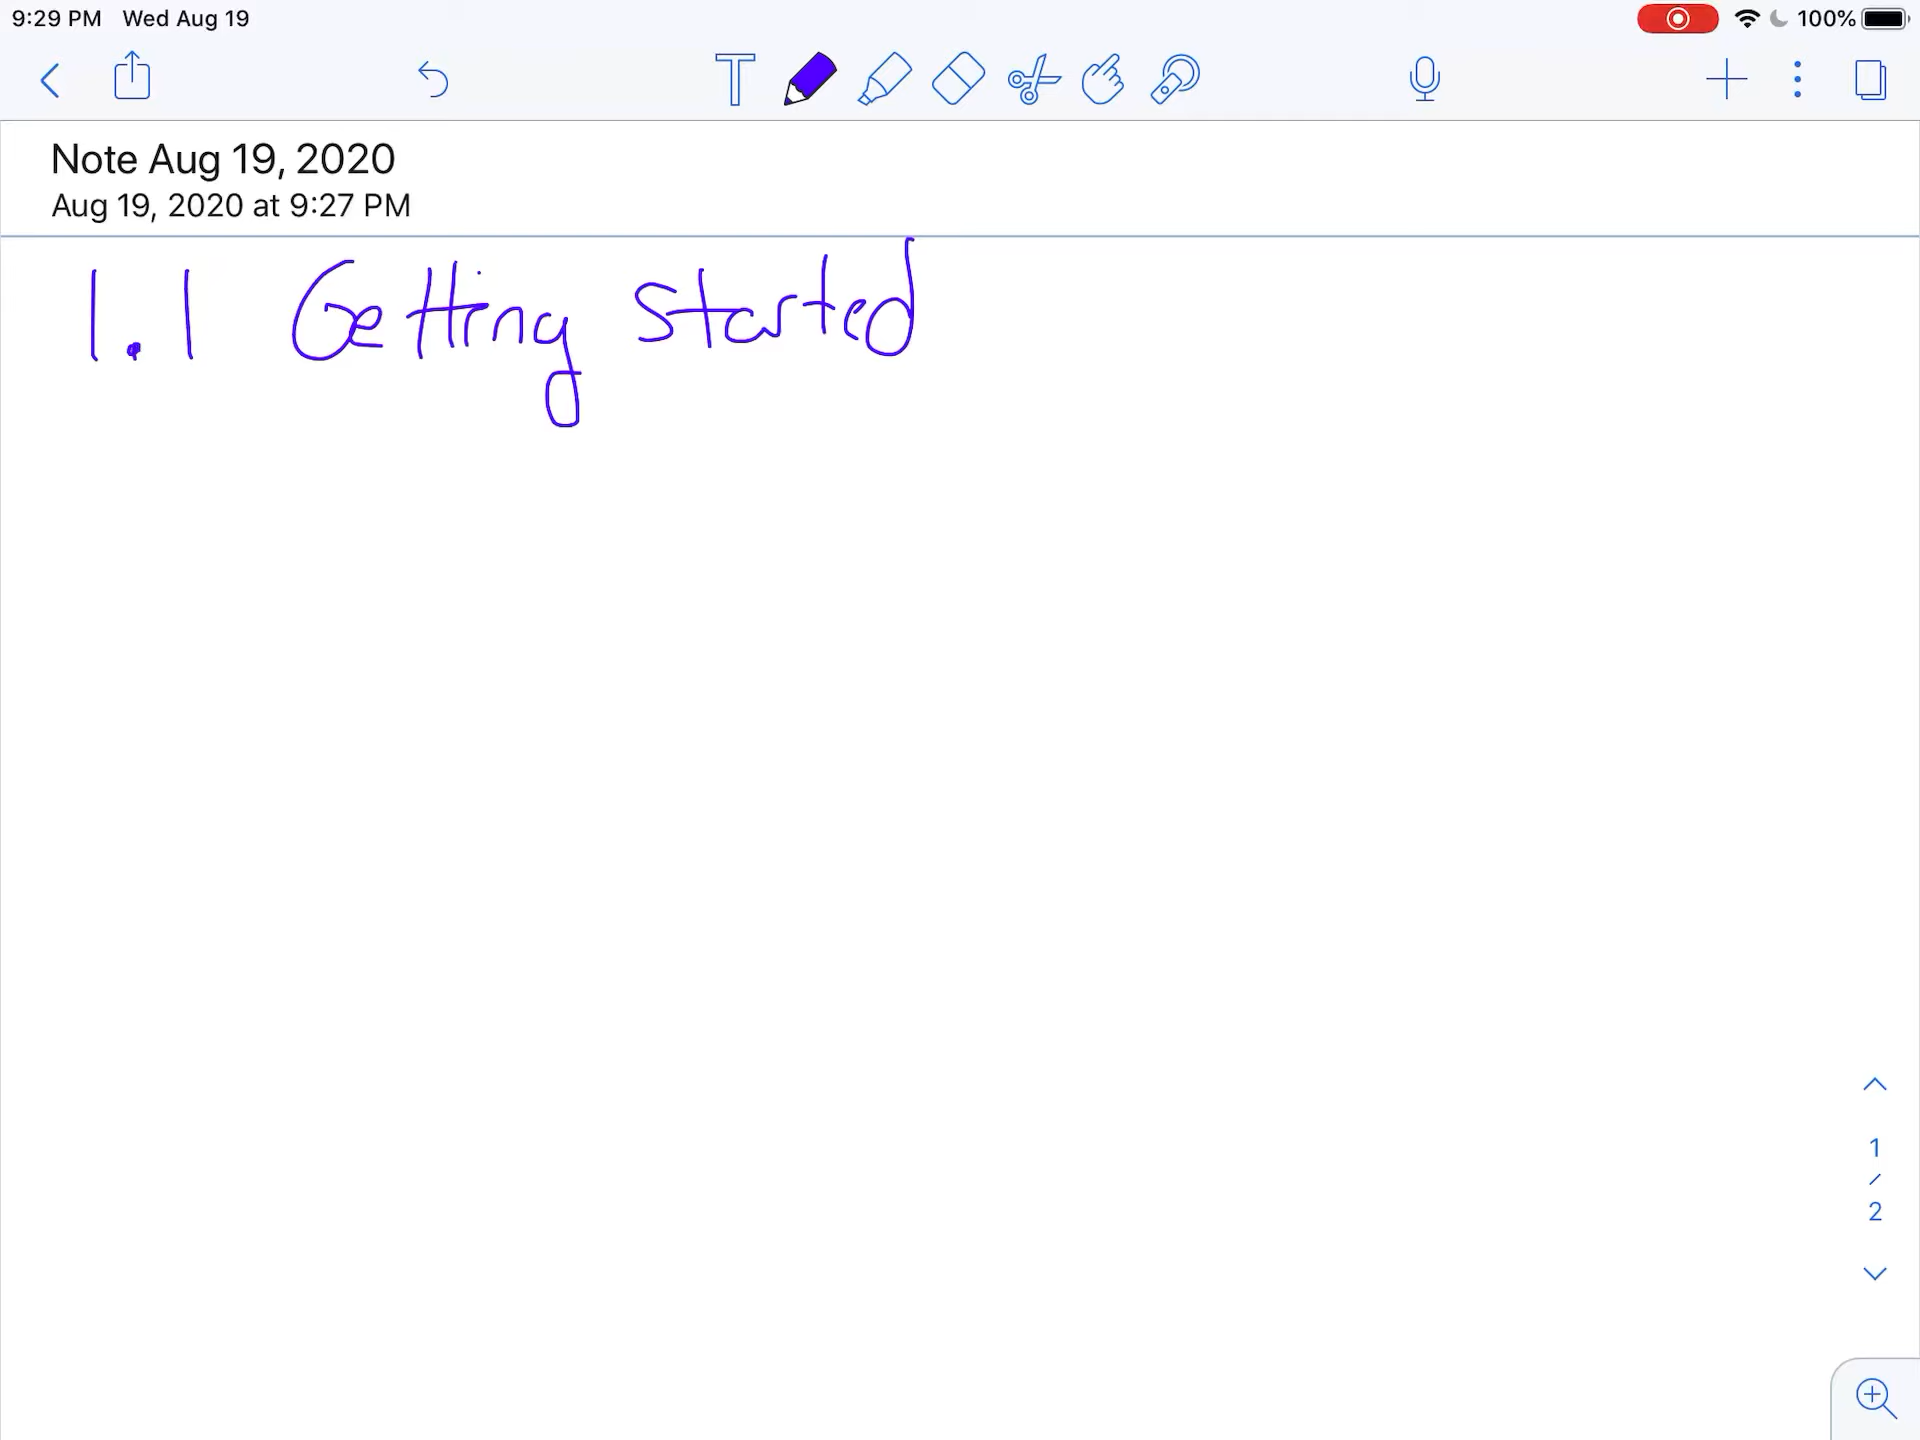 9:29 PM Wed Aug 19
100%
Note Aug 19, 2020
Aug 19, 2020 at 9:27 PM
1.1 Getting Started
1
/
2